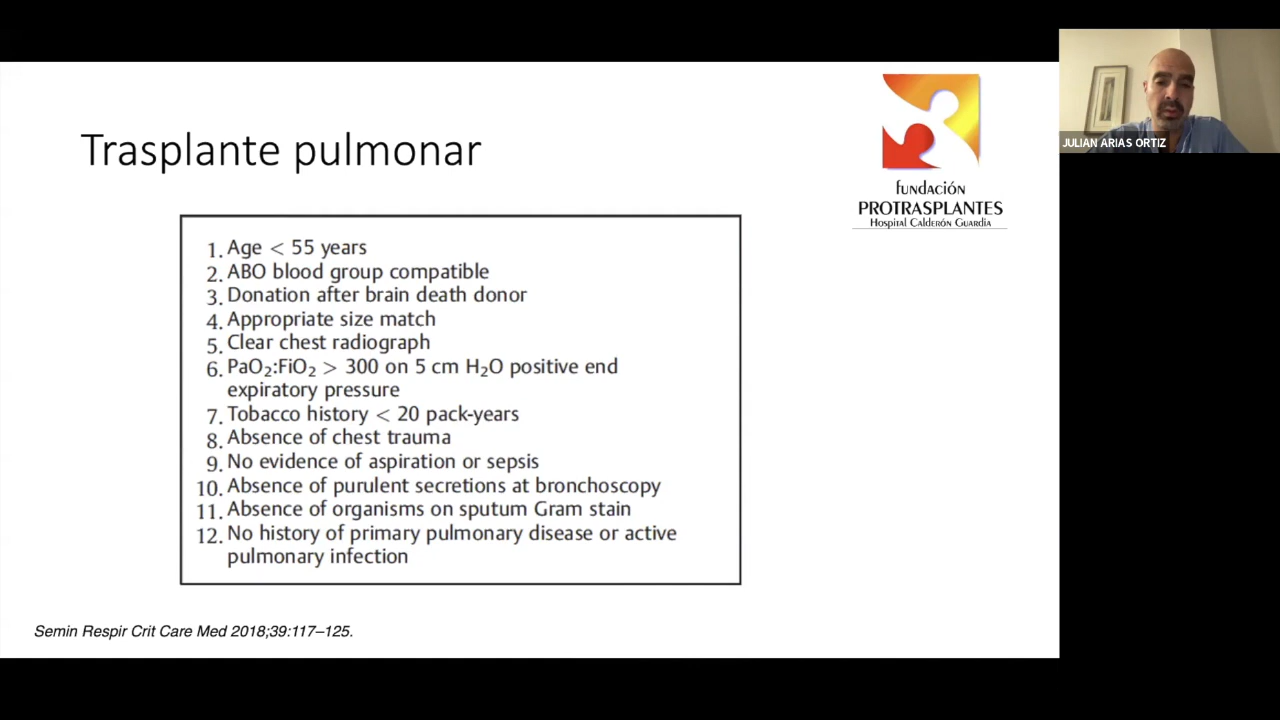 JULIAN ARIAS ORTIZ
Trasplante pulmonar
fundación
PROTRASPLANTES
Hospital Calderón Guardia
1. Age < 55 years
2. ABO blood group compatible
3. Donation after brain death donor
4. Appropriate size match
5. Clear chest radiograph
6. PaO₂:FiO₂ > 300 on 5 cm H₂O positive end
expiratory pressure
7. Tobacco history < 20 pack-years
8. Absence of chest trauma
9. No evidence of aspiration or sepsis
10. Absence of purulent secretions at bronchoscopy
11. Absence of organisms on sputum Gram stain
12. No history of primary pulmonary disease or active
pulmonary infection
Semin Respir Crit Care Med 2018;39:117–125.